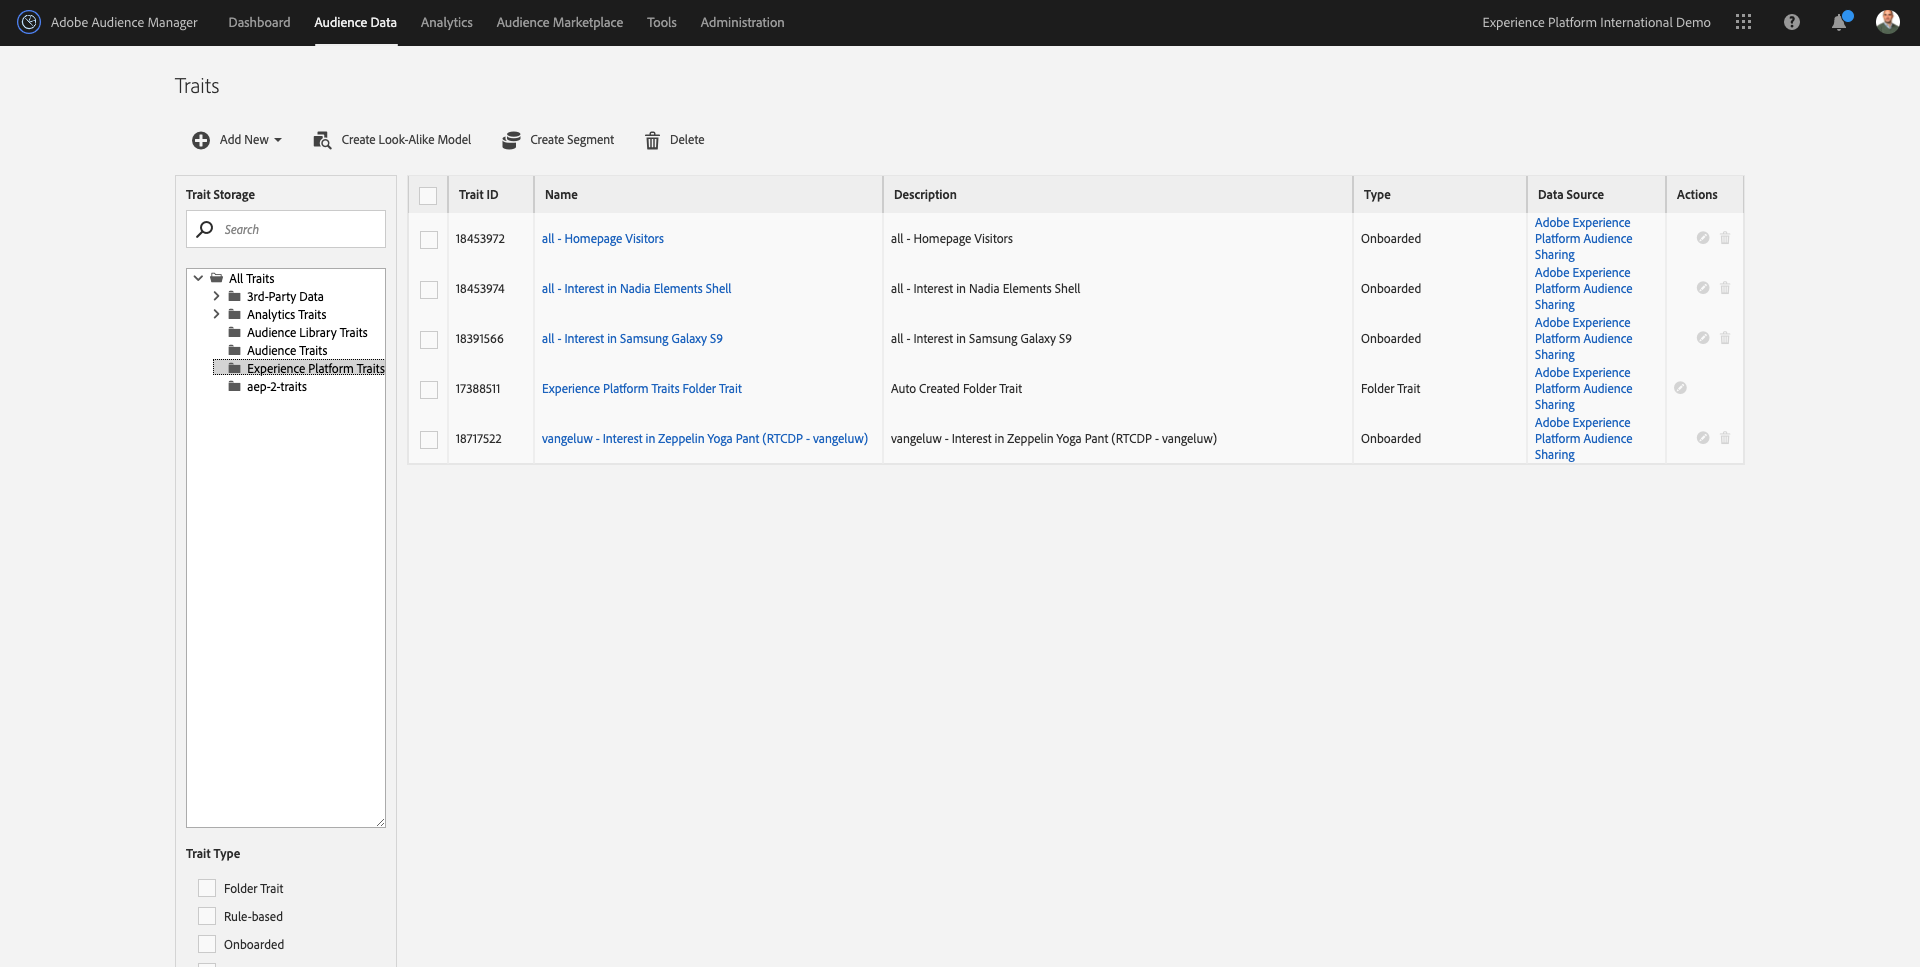 Adobe Audience Manager Dashboard Audience Data Analytics Audience Marketplace Tools Administration Experience Platform International Demo
Traits
Add New Create Look-Alike Model Create Segment Delete
Trait Storage
Search
All Traits
3rd-Party Data
Analytics Traits
Audience Library Traits
Audience Traits
Experience Platform Traits
aep-2-traits
Trait Type
Folder Trait
Rule-based
Onboarded
Trait ID Name Description Type Data Source Actions
18453972 all - Homepage Visitors all - Homepage Visitors Onboarded Adobe Experience
Platform Audience
Sharing
18453974 all - Interest in Nadia Elements Shell all - Interest in Nadia Elements Shell Onboarded Adobe Experience
Platform Audience
Sharing
18391566 all - Interest in Samsung Galaxy S9 all - Interest in Samsung Galaxy S9 Onboarded Adobe Experience
Platform Audience
Sharing
17388511 Experience Platform Traits Folder Trait Auto Created Folder Trait Folder Trait Adobe Experience
Platform Audience
Sharing
18717522 vangeluw - Interest in Zeppelin Yoga Pant (RTCDP - vangeluw) vangeluw - Interest in Zeppelin Yoga Pant (RTCDP - vangeluw) Onboarded Adobe Experience
Platform Audience
Sharing